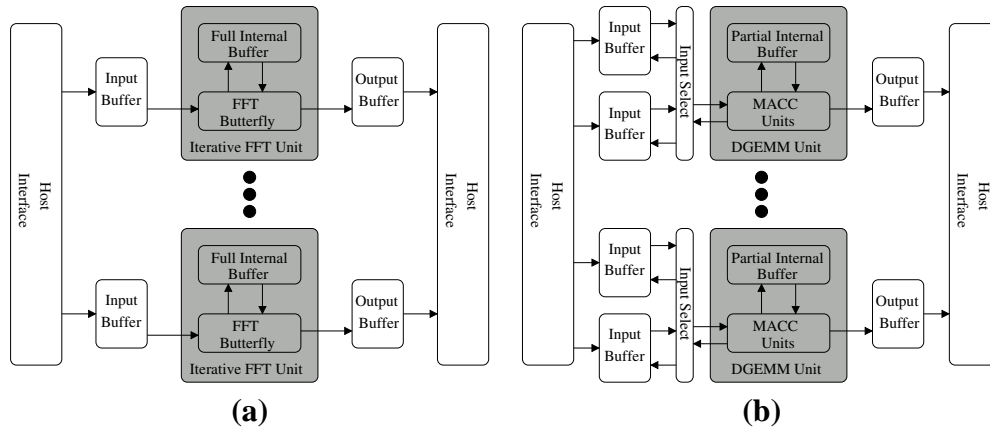 Host
Interface
Input
Buffer
Full Internal
Buffer
FFT
Butterfly
Iterative FFT Unit
Output
Buffer
Input
Buffer
Full Internal
Buffer
FFT
Butterfly
Iterative FFT Unit
Output
Buffer
Host
Interface
(a)
Host
Interface
Input
Buffer
Input
Buffer
Input Select
Partial Internal
Buffer
MACC
Units
DGEMM Unit
Output
Buffer
Input
Buffer
Input
Buffer
Input Select
Partial Internal
Buffer
MACC
Units
DGEMM Unit
Output
Buffer
Host
Interface
(b)